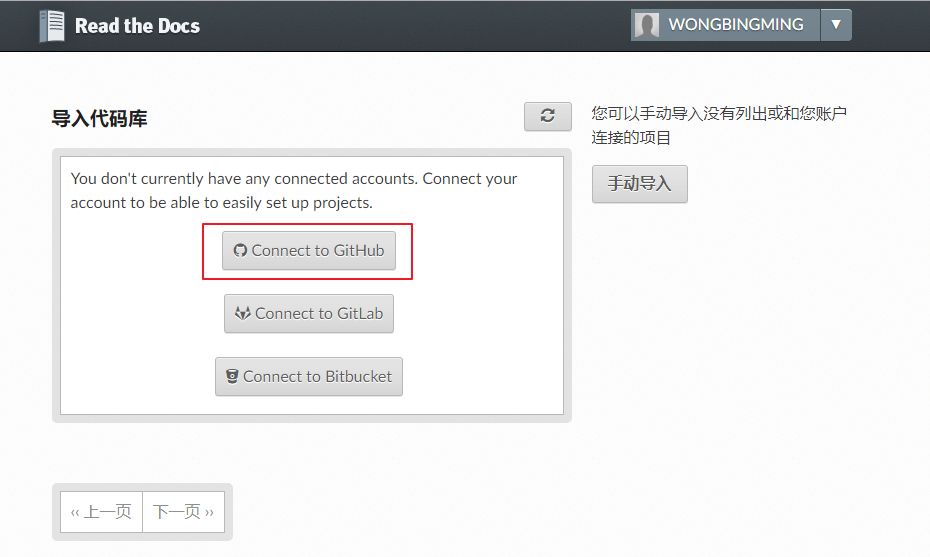 Read the Docs
WONGBINGMING
导入代码库
You don't currently have any connected accounts. Connect your
account to be able to easily set up projects.
Connect to GitHub
Connect to GitLab
Connect to Bitbucket
您可以手动导入没有列出或和您账户
连接的项目
手动导入
‹‹ 上一页
下一页 ››